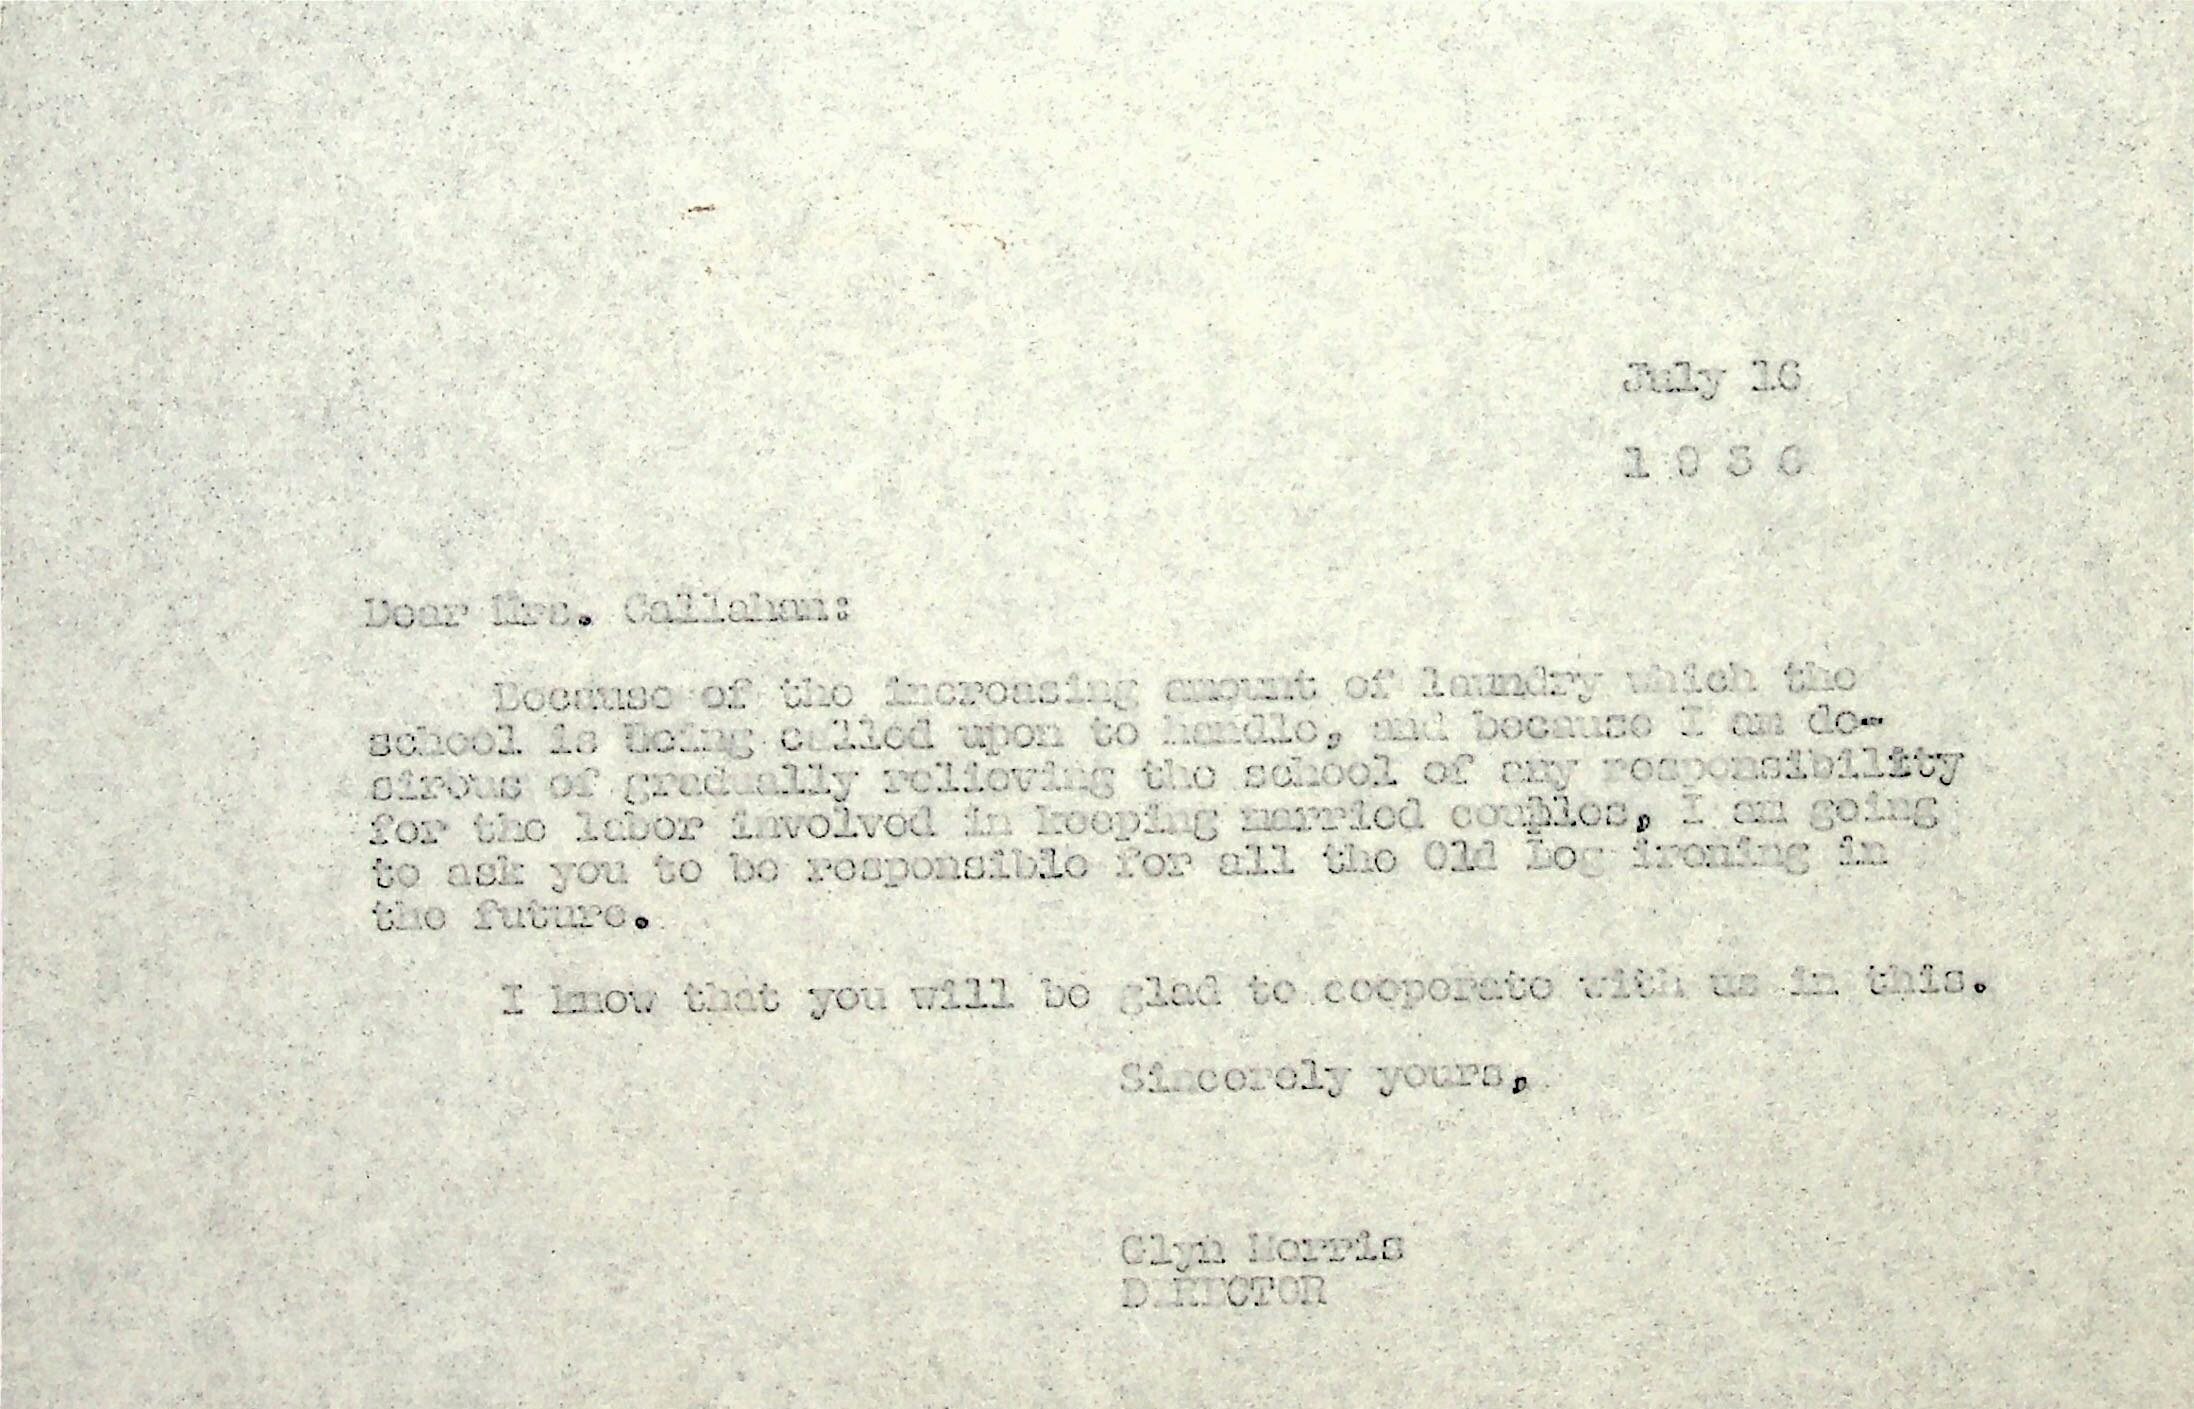 July 16
1 9 3 6
Dear Mrs. Callahan:
Because of the increasing amount of laundry which the
school is being called upon to handle, and because I am de-
sirous of gradually relieving the school of any responsibility
for the labor involved in keeping married couples, I am going
to ask you to be responsible for all the Old Log ironing in
the future.
I know that you will be glad to cooperate with us in this.
Sincerely yours,
Glyn Morris
DIRECTOR